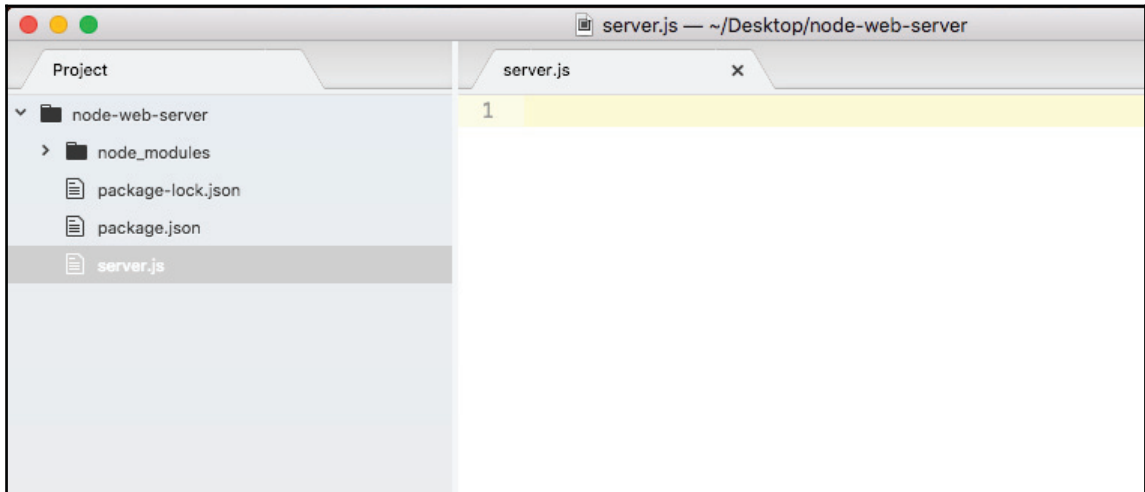 server.js — ~/Desktop/node-web-server
Project
server.js
node-web-server
1
node_modules
package-lock.json
package.json
server.js